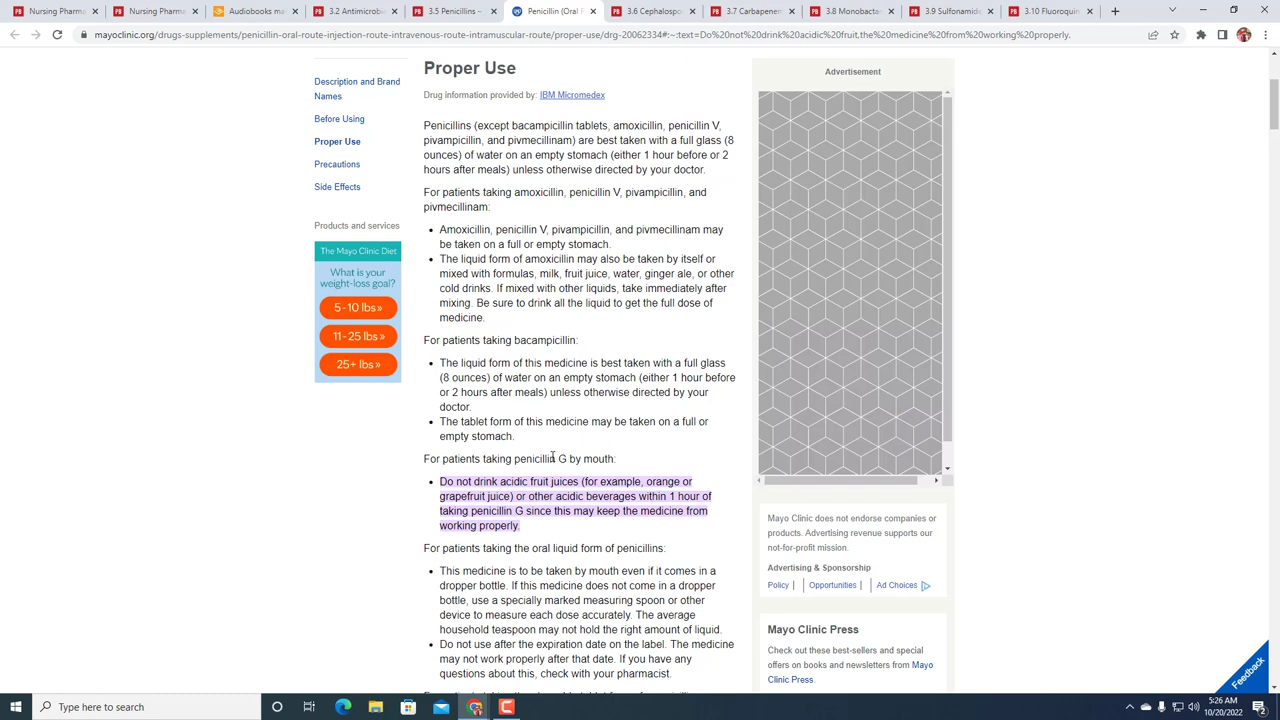 Nursing Pharma
Nursing Pharma
Audiobooks ma
3.2 Antimicrobi
3.5 Penicillins –
Penicillin (Oral R
3.6 Cephalospo
3.7 Carbapenem
3.8 Monobactar
3.9 Sulfonamid
3.10 Fluoroquin
mayoclinic.org/drugs-supplements/penicillin-oral-route-injection-route-intravenous-route-intramuscular-route/proper-use/drg-20062334#:~:text=Do%20not%20drink%20acidic%20fruit,the%20medicine%20from%20working%20properly.
Proper Use
Advertisement
Description and Brand
Names
Before Using
Proper Use
Precautions
Side Effects
Products and services
The Mayo Clinic Diet
What is your
weight-loss goal?
5-10 lbs»
11-25 lbs»
25+ lbs»
Drug information provided by: IBM Micromedex
Penicillins (except bacampicillin tablets, amoxicillin, penicillin V,
pivampicillin, and pivmecillinam) are best taken with a full glass (8
ounces) of water on an empty stomach (either 1 hour before or 2
hours after meals) unless otherwise directed by your doctor.
For patients taking amoxicillin, penicillin V, pivampicillin, and
pivmecillinam:
• Amoxicillin, penicillin V, pivampicillin, and pivmecillinam may
be taken on a full or empty stomach.
• The liquid form of amoxicillin may also be taken by itself or
mixed with formulas, milk, fruit juice, water, ginger ale, or other
cold drinks. If mixed with other liquids, take immediately after
mixing. Be sure to drink all the liquid to get the full dose of
medicine.
For patients taking bacampicillin:
• The liquid form of this medicine is best taken with a full glass
(8 ounces) of water on an empty stomach (either 1 hour before
or 2 hours after meals) unless otherwise directed by your
doctor.
• The tablet form of this medicine may be taken on a full or
empty stomach.
For patients taking penicillin G by mouth:
• Do not drink acidic fruit juices (for example, orange or
grapefruit juice) or other acidic beverages within 1 hour of
taking penicillin G since this may keep the medicine from
working properly.
For patients taking the oral liquid form of penicillins:
• This medicine is to be taken by mouth even if it comes in a
dropper bottle. If this medicine does not come in a dropper
bottle, use a specially marked measuring spoon or other
device to measure each dose accurately. The average
household teaspoon may not hold the right amount of liquid.
• Do not use after the expiration date on the label. The medicine
may not work properly after that date. If you have any
questions about this, check with your pharmacist.
Mayo Clinic does not endorse companies or
products. Advertising revenue supports our
not-for-profit mission.
Advertising & Sponsorship
Policy | Opportunities | Ad Choices
Mayo Clinic Press
Check out these best-sellers and special
offers on books and newsletters from Mayo
Clinic Press.
Feedback
Type here to search
5:26 AM
10/20/2022
2